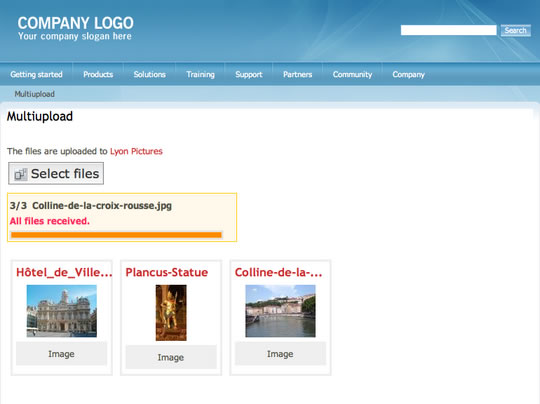 COMPANY LOGO
Your company slogan here
Search
Getting started Products Solutions Training Support Partners Community Company
Multiupload
Multiupload
The files are uploaded to Lyon Pictures
Select files
3/3 Colline-de-la-croix-rousse.jpg
All files received.
Hôtel_de_Ville... Plancus-Statue Colline-de-la-...
Image Image Image